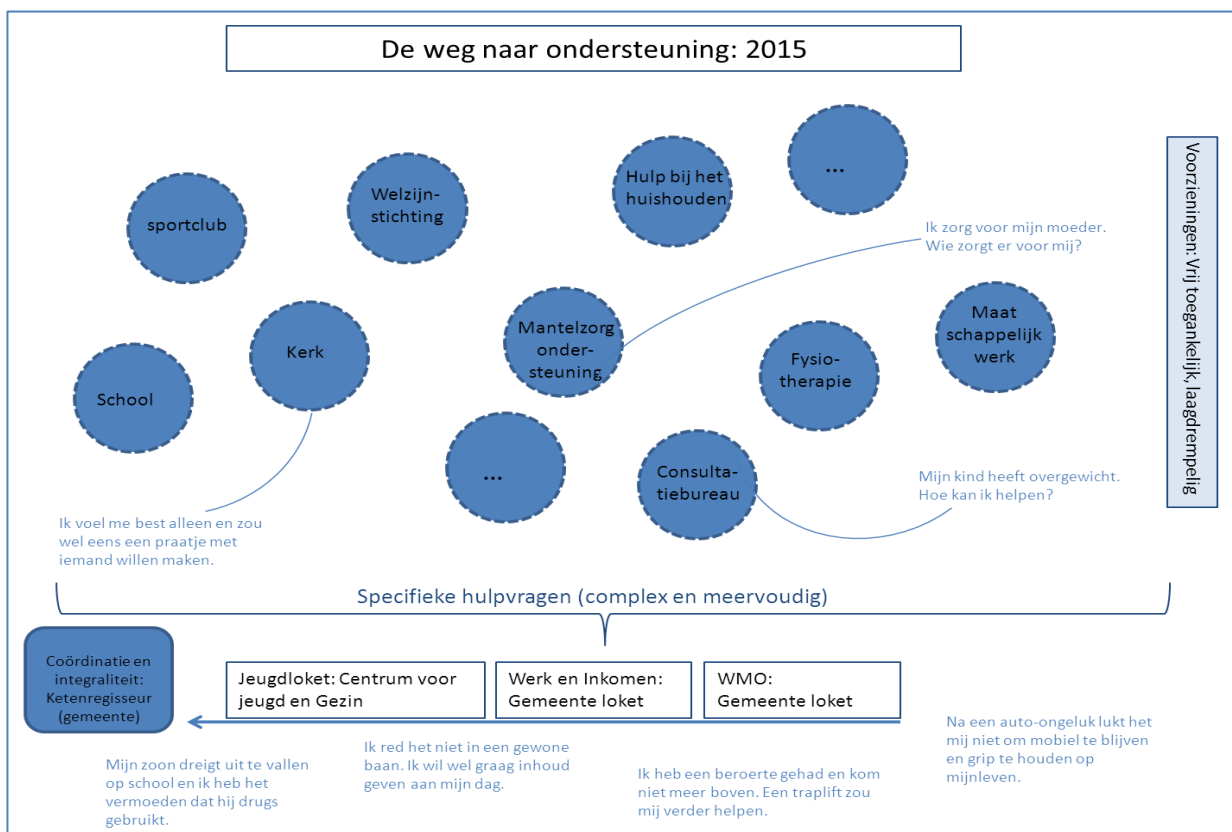 De weg naar ondersteuning: 2015
...
Hulp bij het
huishouden
Welzijn-
stichting
sportclub
Ik zorg voor mijn moeder.
Wie zorgt er voor mij?
Voorzieningen: Vrij toegankelijk, laagdrempelig
Maat
schappelijk
werk
Mantelzorg
onder-
steuning
Kerk
Fysio-
therapie
School
...
Consulta-
tiebureau
Mijn kind heeft overgewicht.
Hoe kan ik helpen?
Ik voel me best alleen en zou
wel eens een praatje met
iemand willen maken.
Specifieke hulpvragen (complex en meervoudig)
Coördinatie en
integraliteit:
Ketenregisseur
(gemeente)
Jeugdloket: Centrum voor
jeugd en Gezin
Werk en Inkomen:
Gemeente loket
WMO:
Gemeente loket
Mijn zoon dreigt uit te vallen
op school en ik heb het
vermoeden dat hij drugs
gebruikt.
Ik red het niet in een gewone
baan. Ik wil wel graag inhoud
geven aan mijn dag.
Ik heb een beroerte gehad en kom
niet meer boven. Een traplift zou
mij verder helpen.
Na een auto-ongeluk lukt het
mij niet om mobiel te blijven
en grip te houden op
mijnleven.